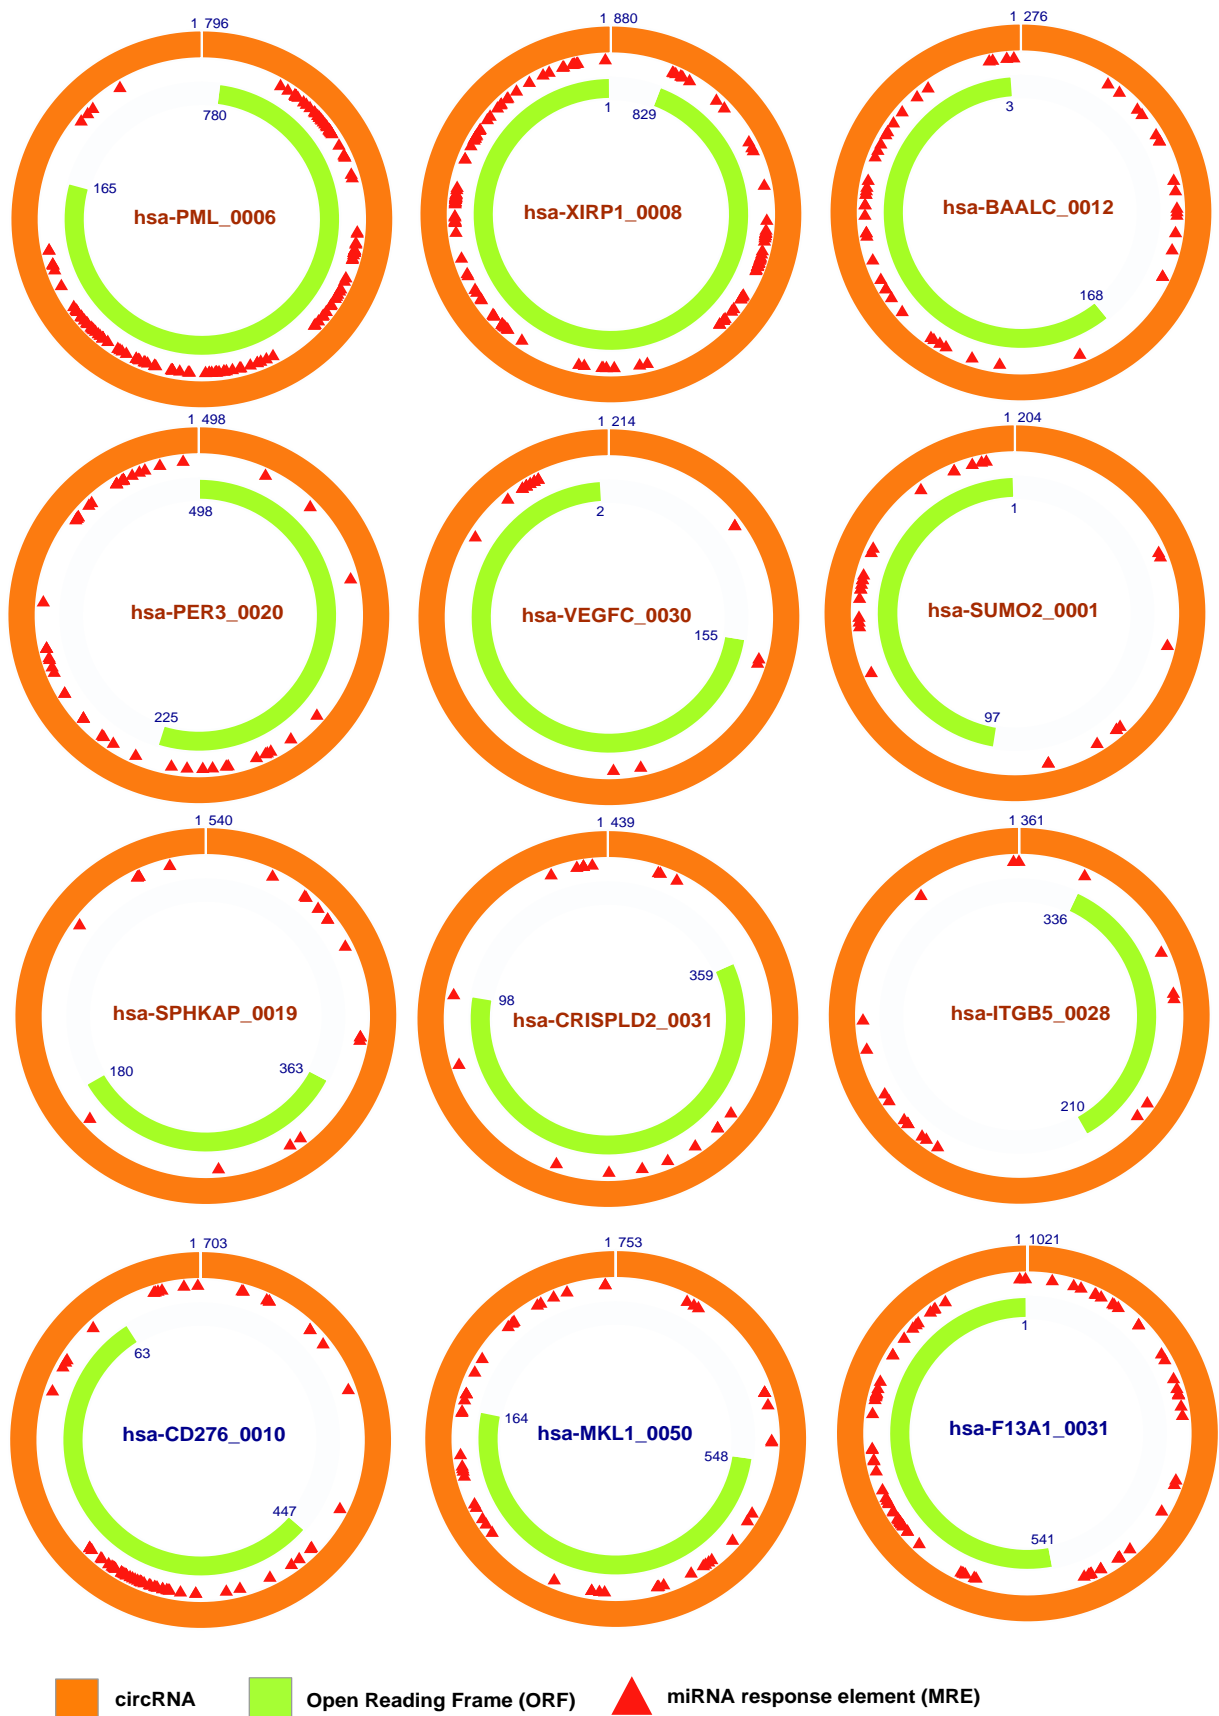 1 796
780
165
hsa-PML_0006
1 880
1
829
hsa-XIRP1_0008
1 276
3
168
hsa-BAALC_0012
1 498
498
225
hsa-PER3_0020
1 214
2
155
hsa-VEGFC_0030
1 204
1
97
hsa-SUMO2_0001
1 540
180
363
hsa-SPHKAP_0019
1 439
359
98
hsa-CRISPLD2_0031
1 361
336
210
hsa-ITGB5_0028
1 703
63
447
hsa-CD276_0010
1 753
164
548
hsa-MKL1_0050
1 1021
1
541
hsa-F13A1_0031
circRNA
Open Reading Frame (ORF)
miRNA response element (MRE)